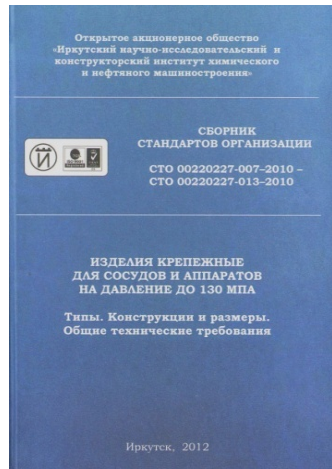 Открытое акционерное общество
«Иркутский научно-исследовательский и
конструкторский институт химического
и нефтяного машиностроения»
СБОРНИК
СТАНДАРТОВ ОРГАНИЗАЦИИ
СТО 00220227-007–2010 –
СТО 00220227-013–2010
ИЗДЕЛИЯ КРЕПЕЖНЫЕ
ДЛЯ СОСУДОВ И АППАРАТОВ
НА ДАВЛЕНИЕ ДО 130 МПА
Типы. Конструкции и размеры.
Общие технические требования
Иркутск, 2012